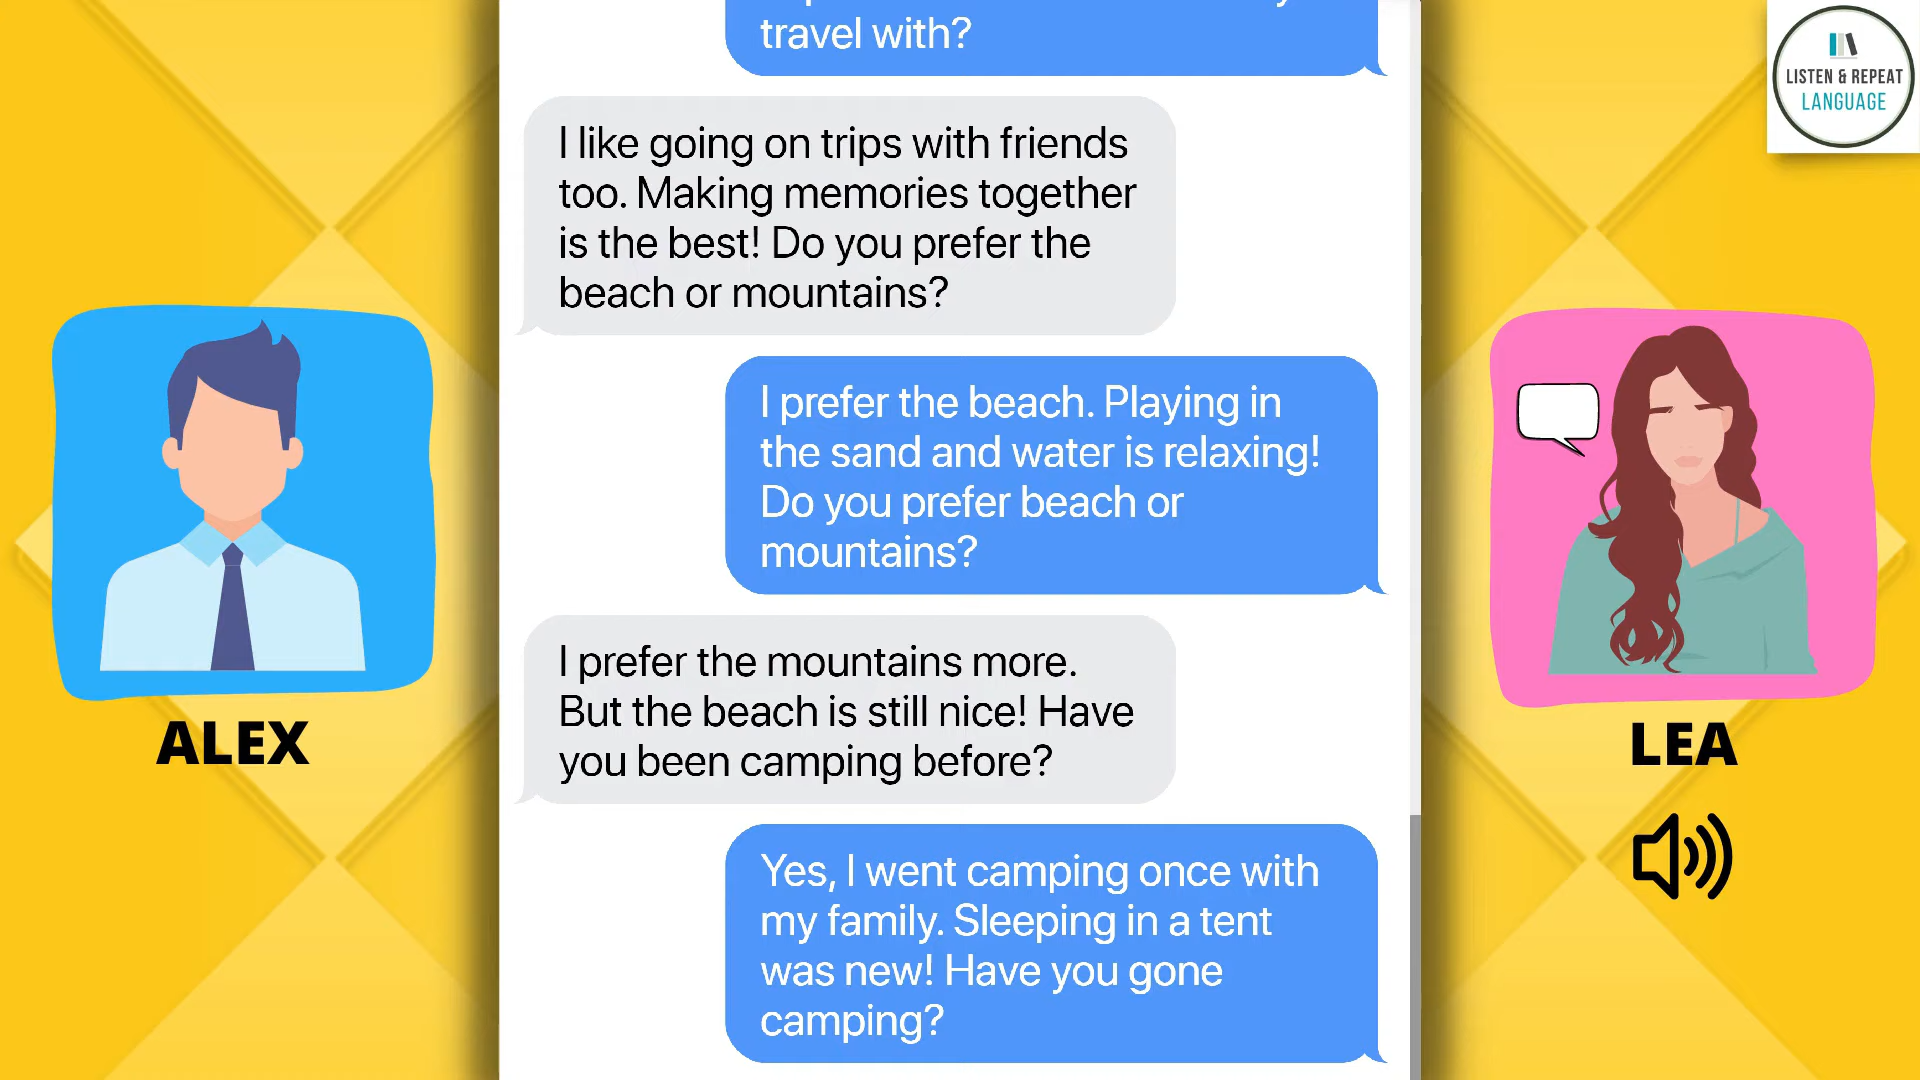 travel with?
LISTEN & REPEAT
LANGUAGE
I like going on trips with friends
too. Making memories together
is the best! Do you prefer the
beach or mountains?
I prefer the beach. Playing in
the sand and water is relaxing!
Do you prefer beach or
mountains?
I prefer the mountains more.
But the beach is still nice! Have
you been camping before?
Yes, I went camping once with
my family. Sleeping in a tent
was new! Have you gone
camping?
ALEX
LEA